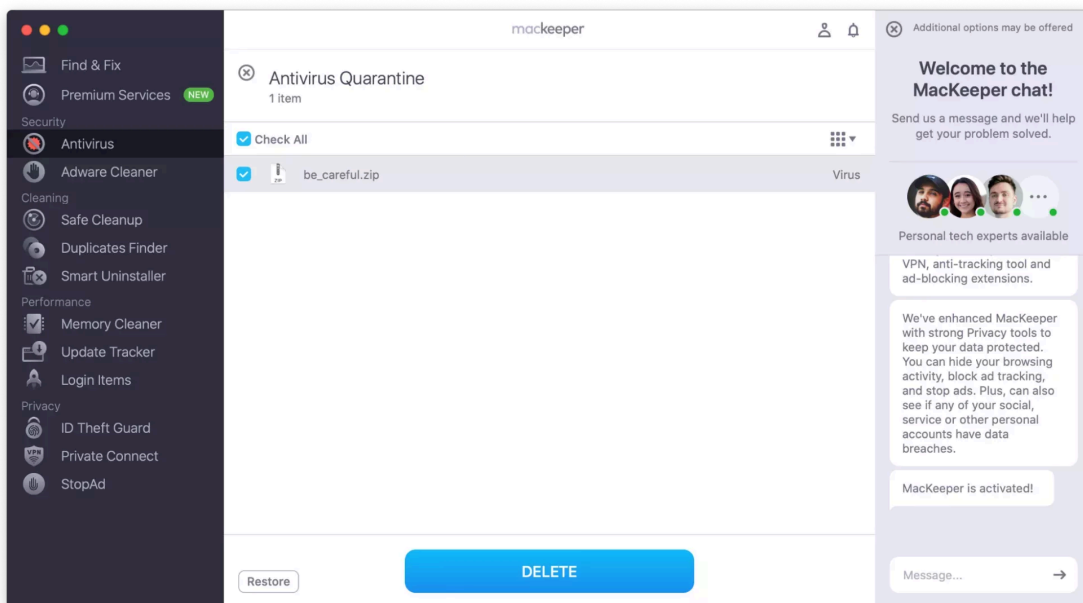 mackeeper
Find & Fix
Premium Services NEW
Security
Antivirus
Adware Cleaner
Cleaning
Safe Cleanup
Duplicates Finder
Smart Uninstaller
Performance
Memory Cleaner
Update Tracker
Login Items
Privacy
ID Theft Guard
VPN
Private Connect
StopAd
Antivirus Quarantine
1 item
Check All
ZIP
be_careful.zip
Virus
Restore
DELETE
Additional options may be offered
Welcome to the
MacKeeper chat!
Send us a message and we'll help
get your problem solved.
Personal tech experts available
VPN, anti-tracking tool and
ad-blocking extensions.
We've enhanced MacKeeper
with strong Privacy tools to
keep your data protected.
You can hide your browsing
activity, block ad tracking,
and stop ads. Plus, can also
see if any of your social,
service or other personal
accounts have data
breaches.
MacKeeper is activated!
Message...